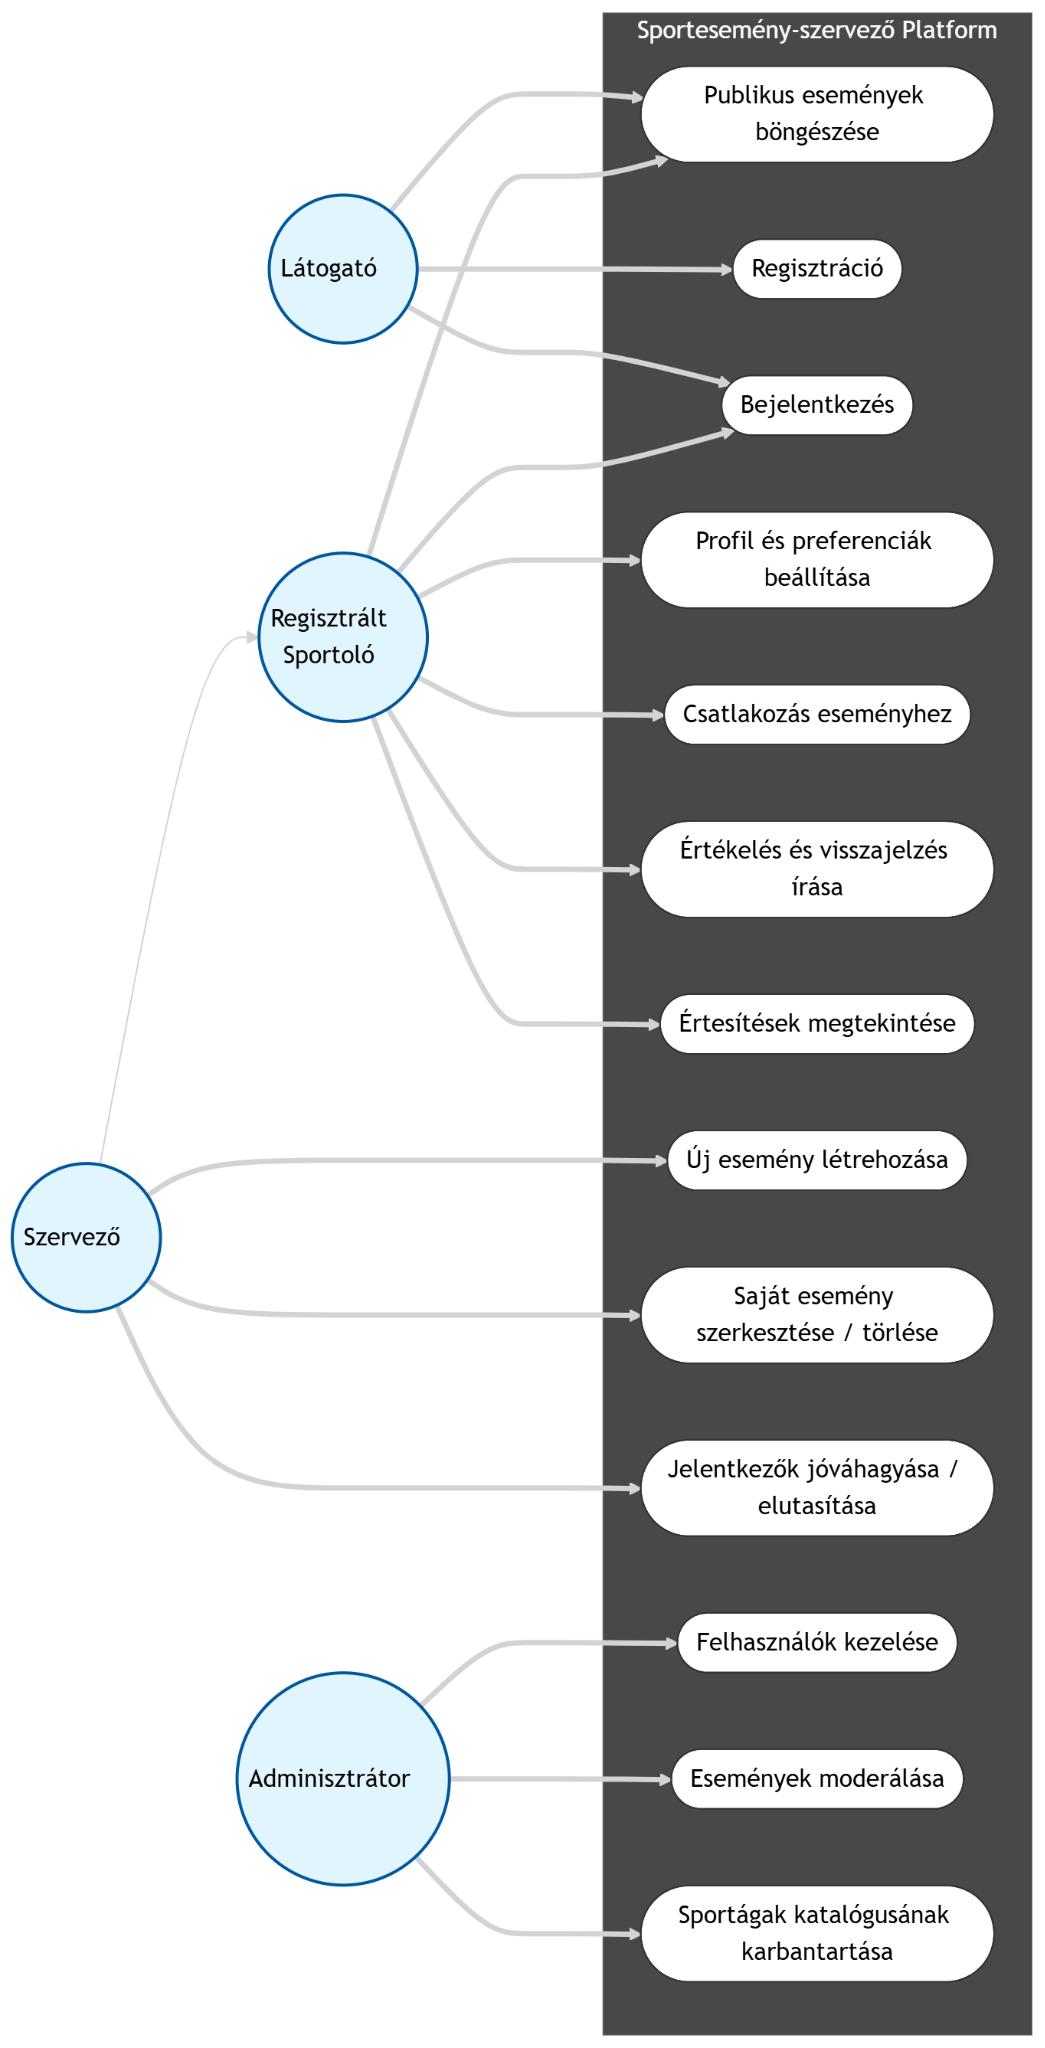 Sportesemény-szervező Platform
Publikus események
böngészése
Látogató
Regisztráció
Bejelentkezés
Profil és preferenciák
beállítása
Regisztrált
Sportoló
Csatlakozás eseményhez
Értékelés és visszajelzés
írása
Értesítések megtekintése
Új esemény létrehozása
Szervező
Saját esemény
szerkesztése / törlése
Jelentkezők jóváhagyása /
elutasítása
Felhasználók kezelése
Adminisztrátor
Események moderálása
Sportágak katalógusának
karbantartása